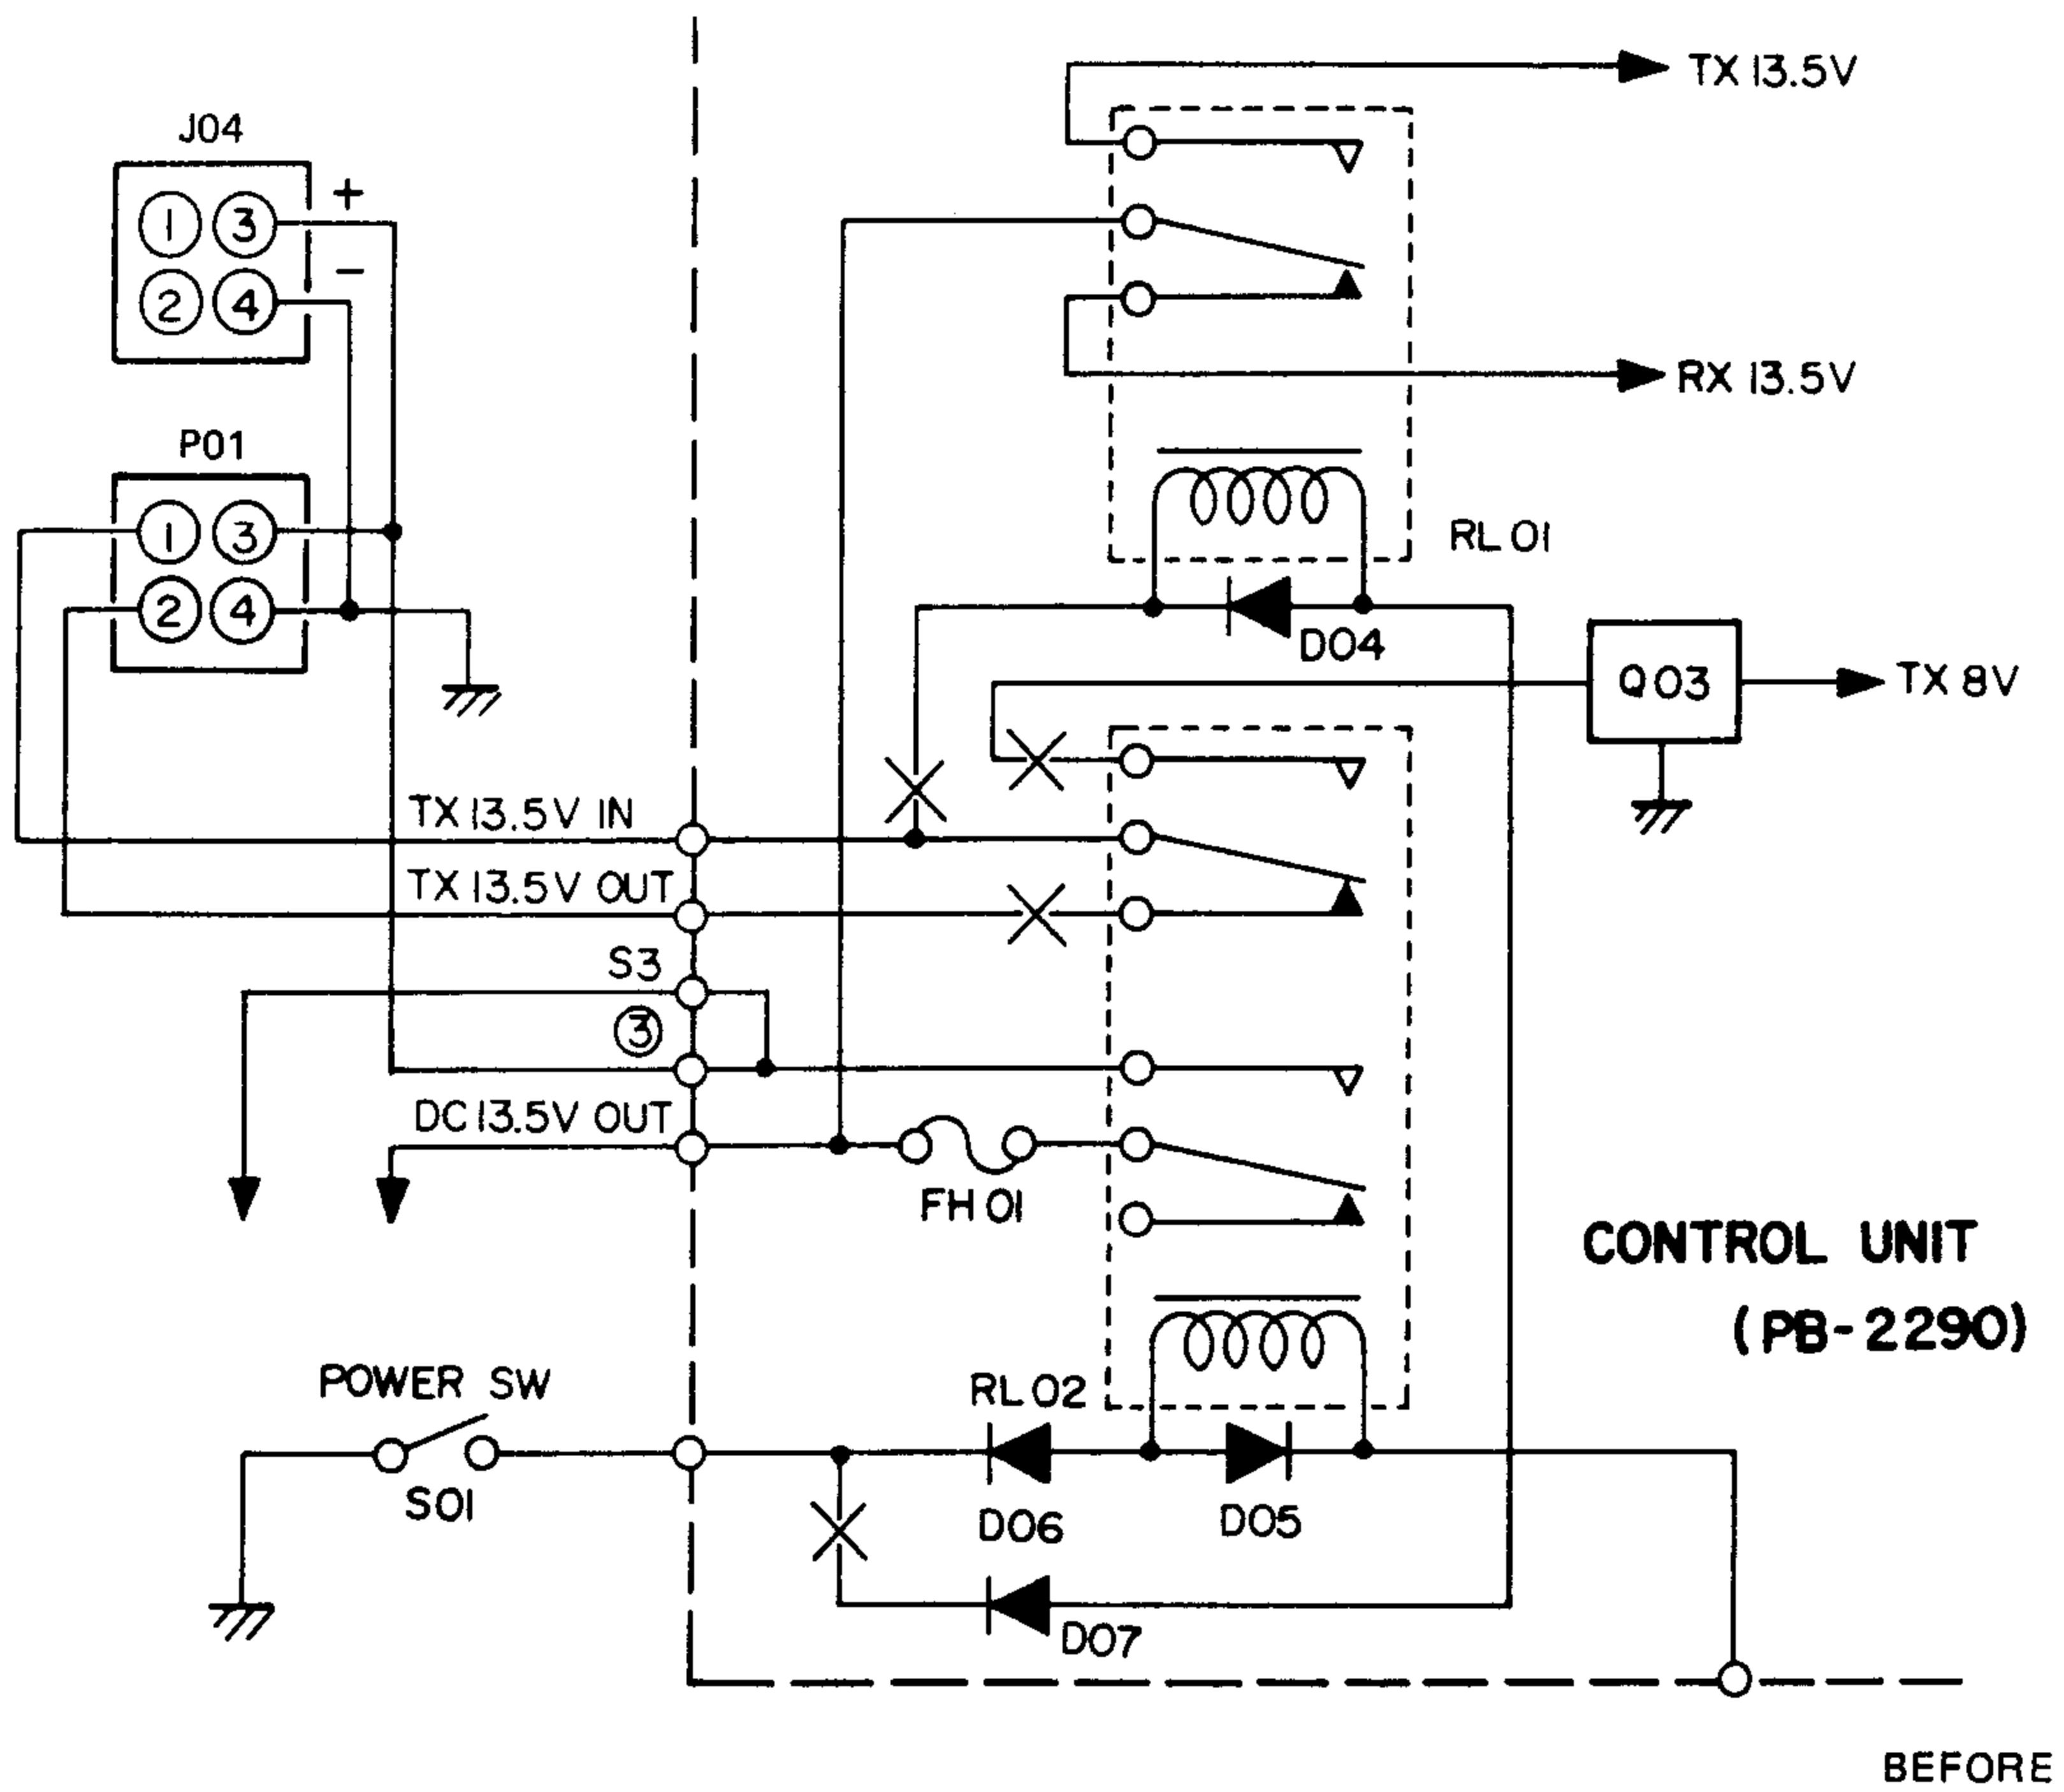 TX 13.5V
J04
+
1 3
-
2 4
RX 13.5V
P01
1 3
2 4
RL 01
D04
Q 03
TX 8V
TX 13.5V IN
TX 13.5V OUT
S3
3
DC 13.5V OUT
FH 01
CONTROL UNIT
(PB-2290)
POWER SW
S01
RL 02
D06
D05
D07
BEFORE